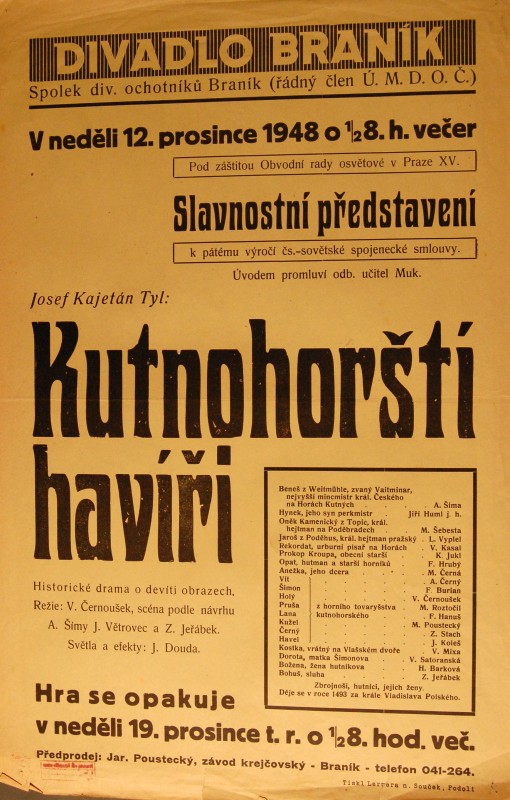 DIVADLO BRANÍK
Spolek div. ochotníků Braník (řádný člen Ú. M. D. O. Č.)
V neděli 12. prosince 1948 o ½8. h. večer
Pod záštitou Obvodní rady osvětové v Praze XV.
Slavnostní představení
k pátému výročí čs.-sovětské spojenecké smlouvy.
Úvodem promluví odb. učitel Muk.
Josef Kajetán Tyl:
Kutnohorští
havíři
Historické drama o devíti obrazech.
Režie: V. Černoušek, scéna podle návrhu
A. Šímy J. Větrovec a Z. Jeřábek.
Světla a efekty: J. Douda.
Beneš z Weitmühle, zvaný Vaitminar,
nejvyšší mincmistr král. Českého
na Horách Kutných . . . A. Šíma
Hynek, jeho syn perkmistr . Jiří Huml j. h.
Oněk Kamenický z Topic, král.
hejtman na Poděbradech . M. Šebesta
Jaroš z Poděhus, král. hejtman pražský . L. Vyplel
Rekordat, urburní písař na Horách . V. Kasal
Prokop Kroupa, obecní starší . . K. Jukl
Opat, hutman a starší horníků . F. Hrubý
Anežka, jeho dcera . . . M. Černá
Vít . . . A. Černý
Šimon . . . F. Burian
Holý . . . V. Černoušek
Pruša z horního tovaryšstva . M. Roztočil
Lana kutnohorského . . F. Hanuš
Kužel . . . M. Poustecký
Černý . . . Z. Stach
Havel . . . J. Koleš
Kostka, vrátný na Vlašském dvoře . V. Mixa
Dorota, matka Šimonova . . V. Satoranská
Božena, žena hutníkova . . H. Barková
Bohuš, sluha . . . Z. Jeřábek
Zbrojnoši, hutníci, jejich ženy.
Děje se v roce 1493 za krále Vladislava Polského.
Hra se opakuje
v neděli 19. prosince t. r. o ½8. hod. več.
Předprodej: Jar. Poustecký, závod krejčovský - Braník - telefon 041-264.
Tiskl Lermara n. Souček, Podolí